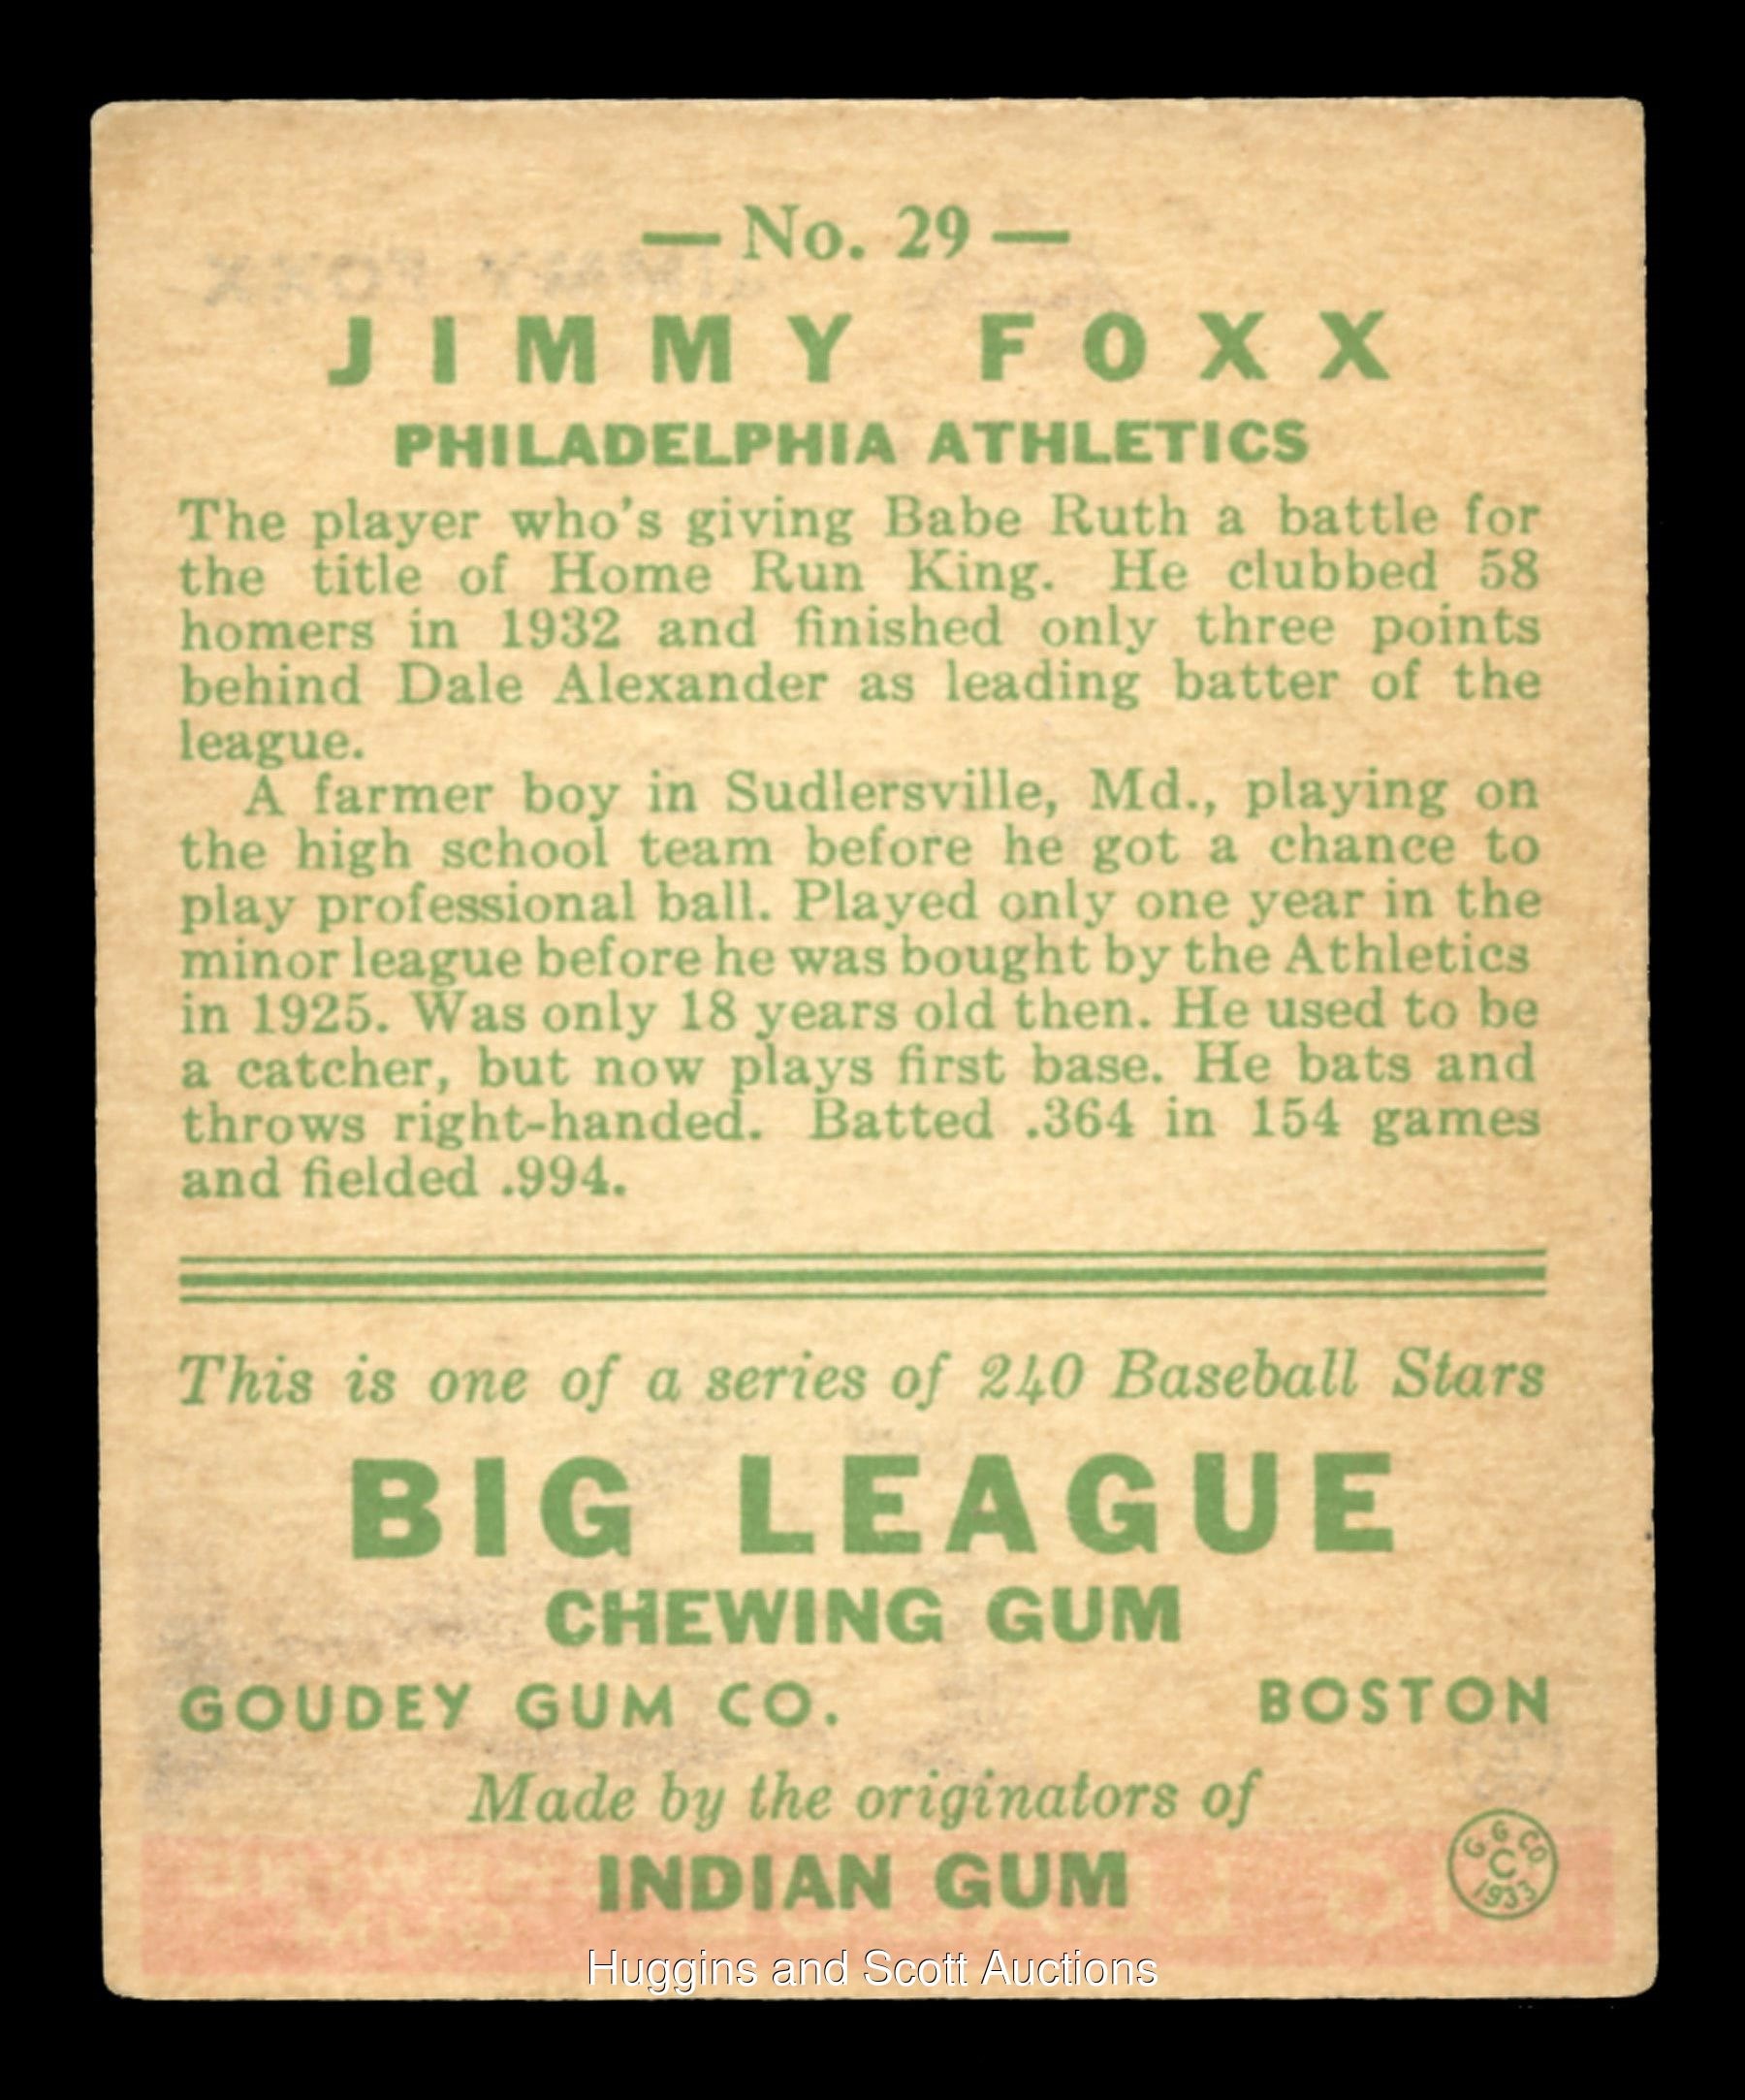 — No. 29 —
JIMMY FOXX
JIMMY FOXX
PHILADELPHIA ATHLETICS
The player who's giving Babe Ruth a battle for
the title of Home Run King. He clubbed 58
homers in 1932 and finished only three points
behind Dale Alexander as leading batter of the
league.
A farmer boy in Sudlersville, Md., playing on
the high school team before he got a chance to
play professional ball. Played only one year in the
minor league before he was bought by the Athletics
in 1925. Was only 18 years old then. He used to be
a catcher, but now plays first base. He bats and
throws right-handed. Batted .364 in 154 games
and fielded .994.
This is one of a series of 240 Baseball Stars
BIG LEAGUE
CHEWING GUM
GOUDEY GUM CO. BOSTON
Made by the originators of
INDIAN GUM
G. G. CO. C 1933
Huggins and Scott Auctions